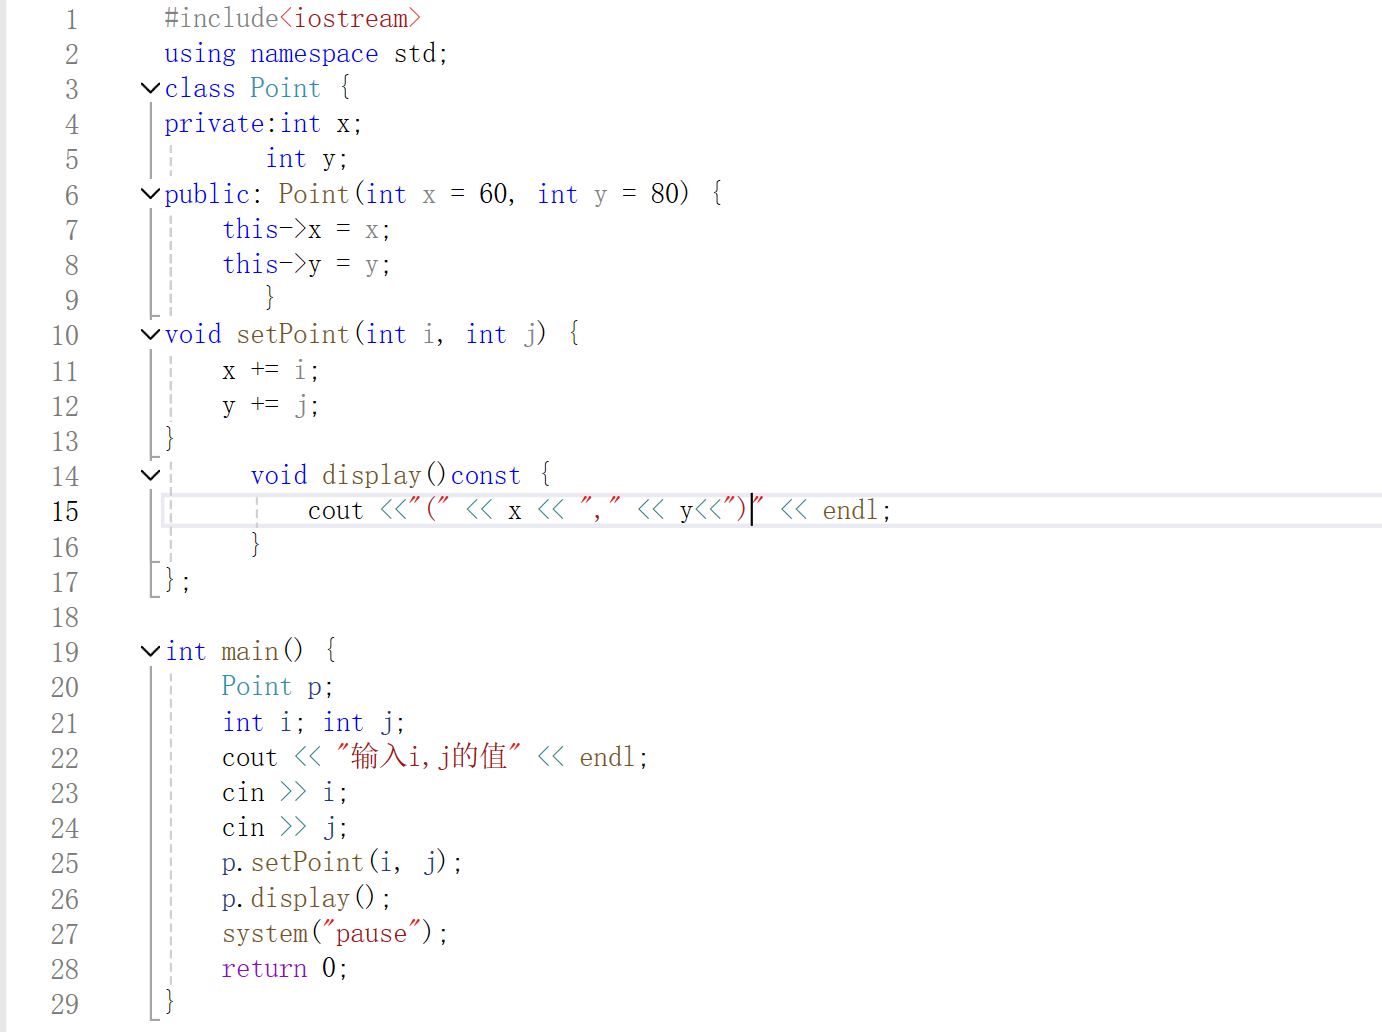 1 #include<iostream>
2 using namespace std;
3 class Point {
4 private:int x;
5 int y;
6 public: Point(int x = 60, int y = 80) {
7 this->x = x;
8 this->y = y;
9 }
10 void setPoint(int i, int j) {
11 x += i;
12 y += j;
13 }
14 void display()const {
15 cout <<"(" << x << "," << y<<")" << endl;
16 }
17 };
18
19 int main() {
20 Point p;
21 int i; int j;
22 cout << "输入i,j的值" << endl;
23 cin >> i;
24 cin >> j;
25 p.setPoint(i, j);
26 p.display();
27 system("pause");
28 return 0;
29 }